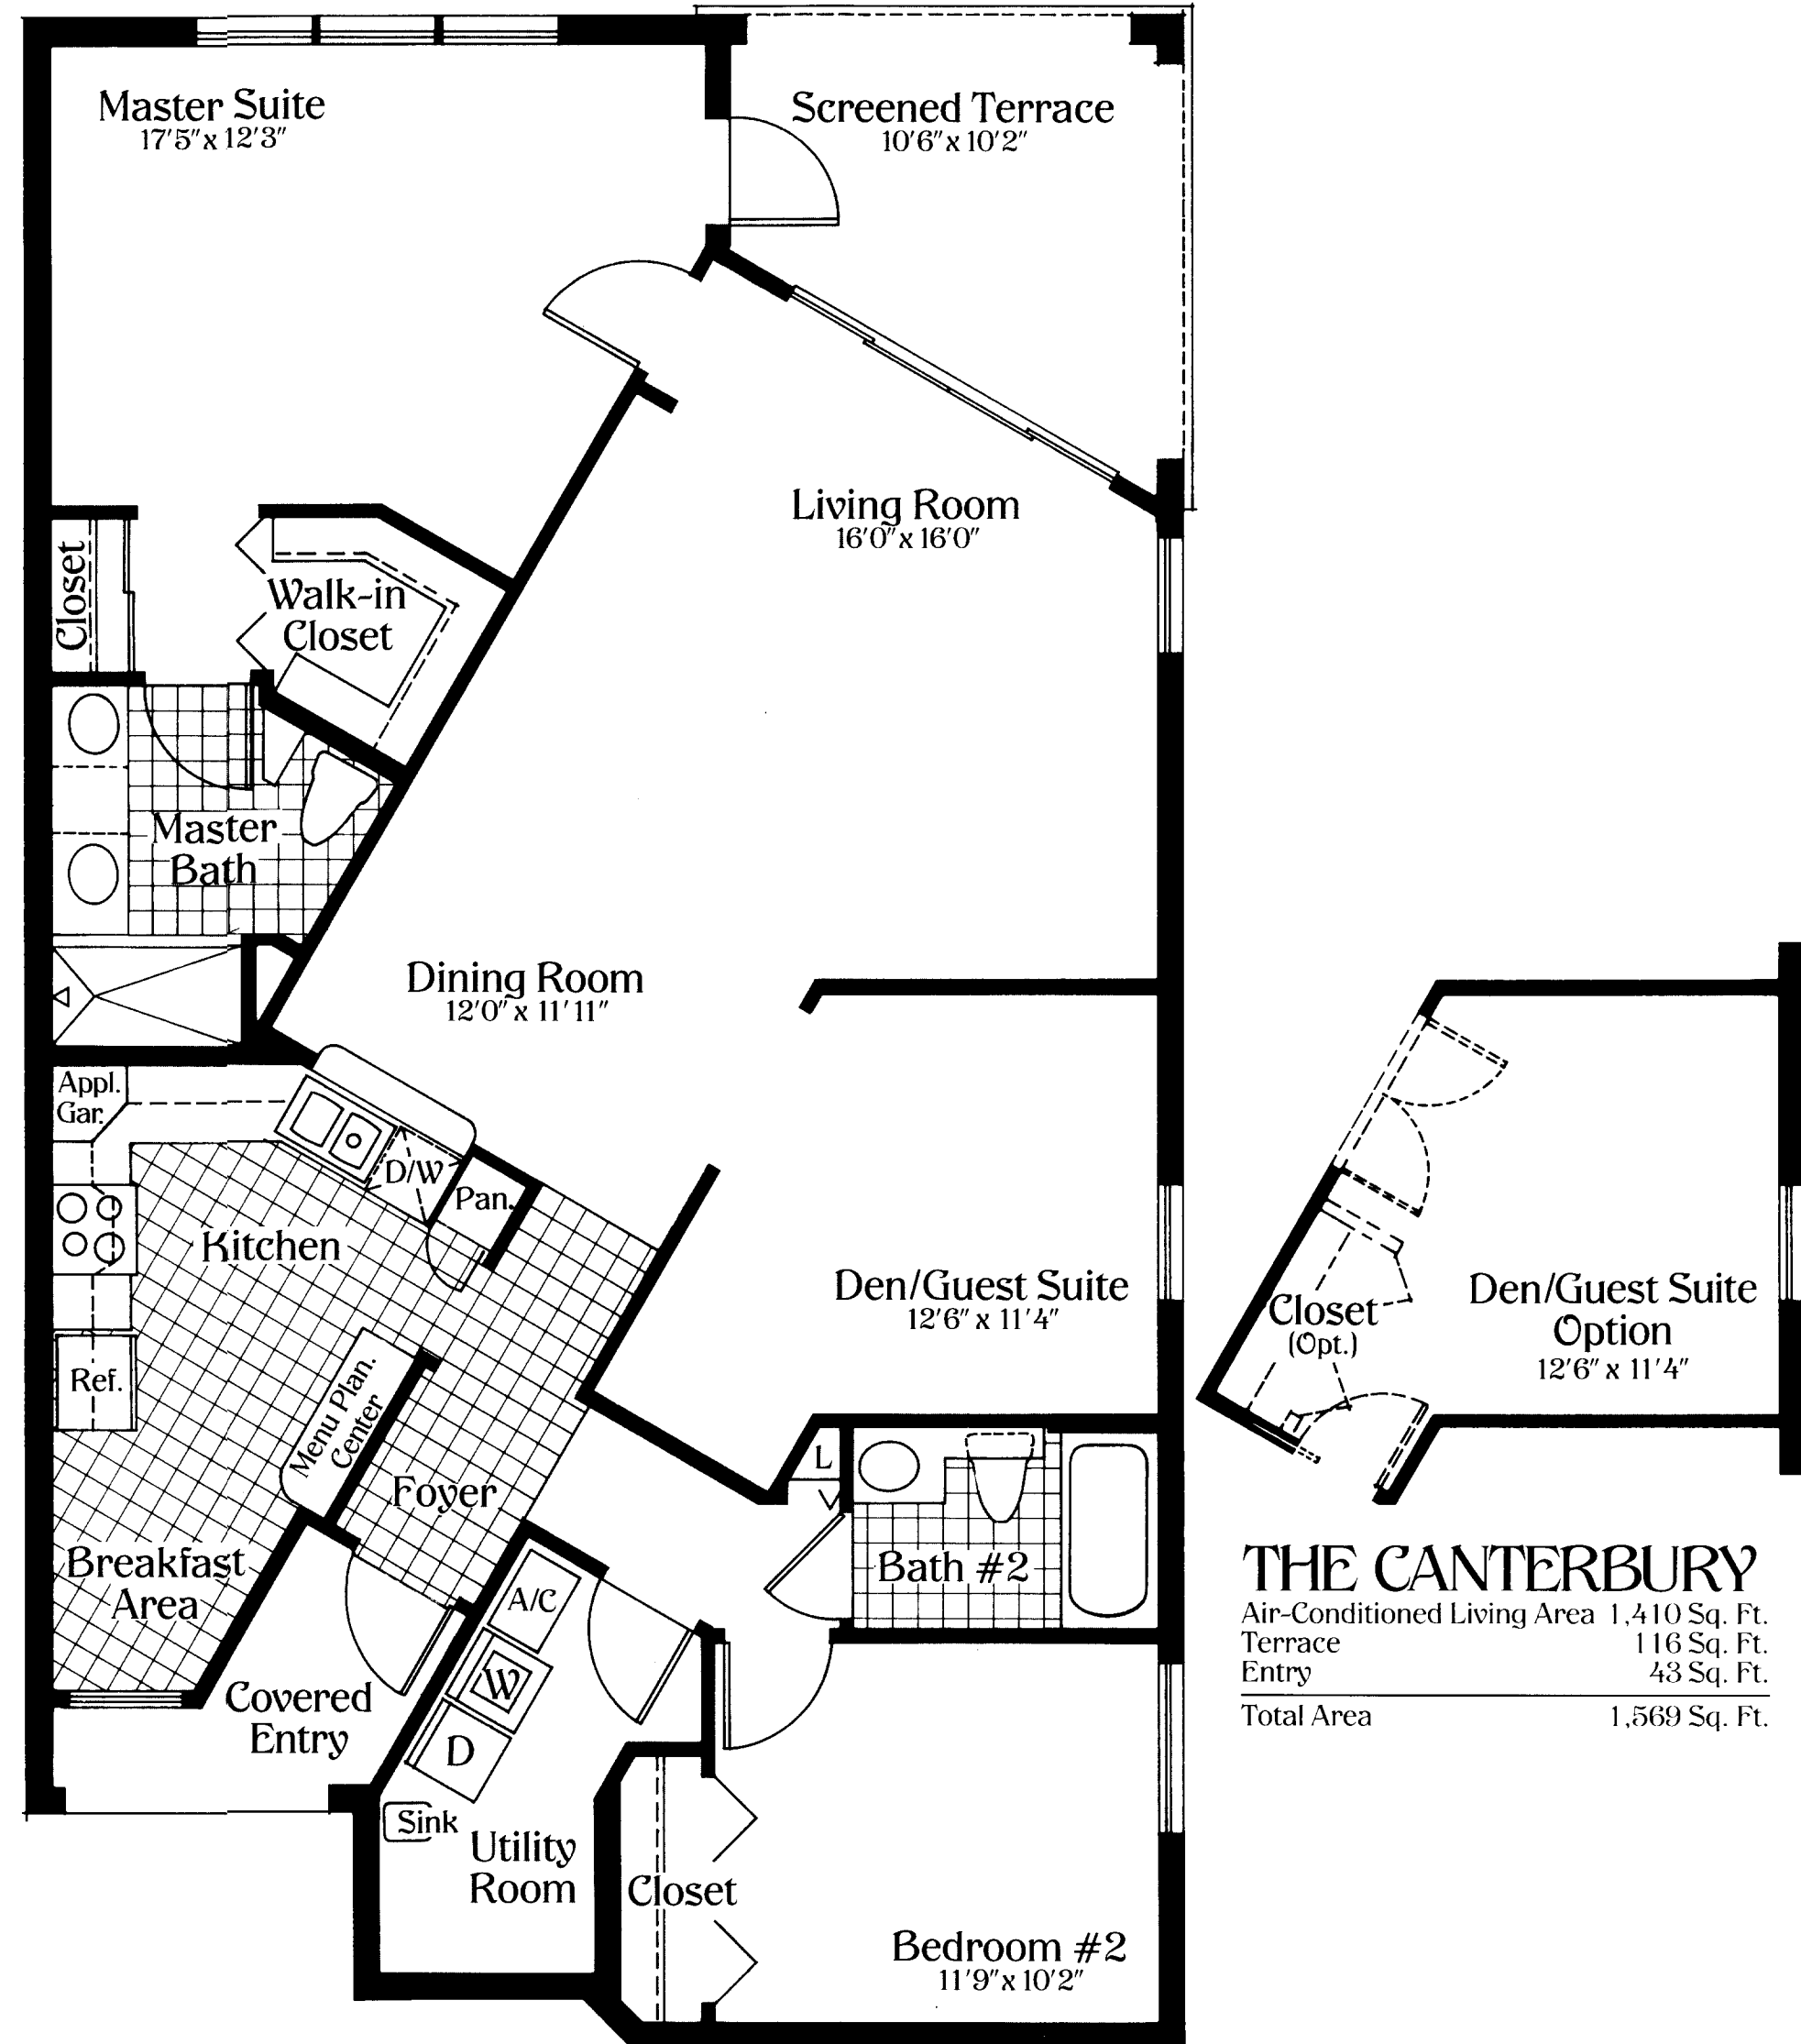 Master Suite
17'5" x 12'3"
Screened Terrace
10'6" x 10'2"
Living Room
16'0" x 16'0"
Closet
Walk-in
Closet
Master
Bath
Dining Room
12'0" x 11'11"
Appl.
Gar.
D/W
Pan.
Kitchen
Den/Guest Suite
12'6" x 11'4"
Closet
(Opt.)
Den/Guest Suite
Option
12'6" x 11'4"
Ref.
Menu Plan.
Center
L
Foyer
Breakfast
Area
A/C
Bath #2
W
D
Covered
Entry
Sink
Utility
Room
Closet
Bedroom #2
11'9" x 10'2"
THE CANTERBURY
Air-Conditioned Living Area 1,410 Sq. Ft.
Terrace 116 Sq. Ft.
Entry 43 Sq. Ft.
Total Area 1,569 Sq. Ft.